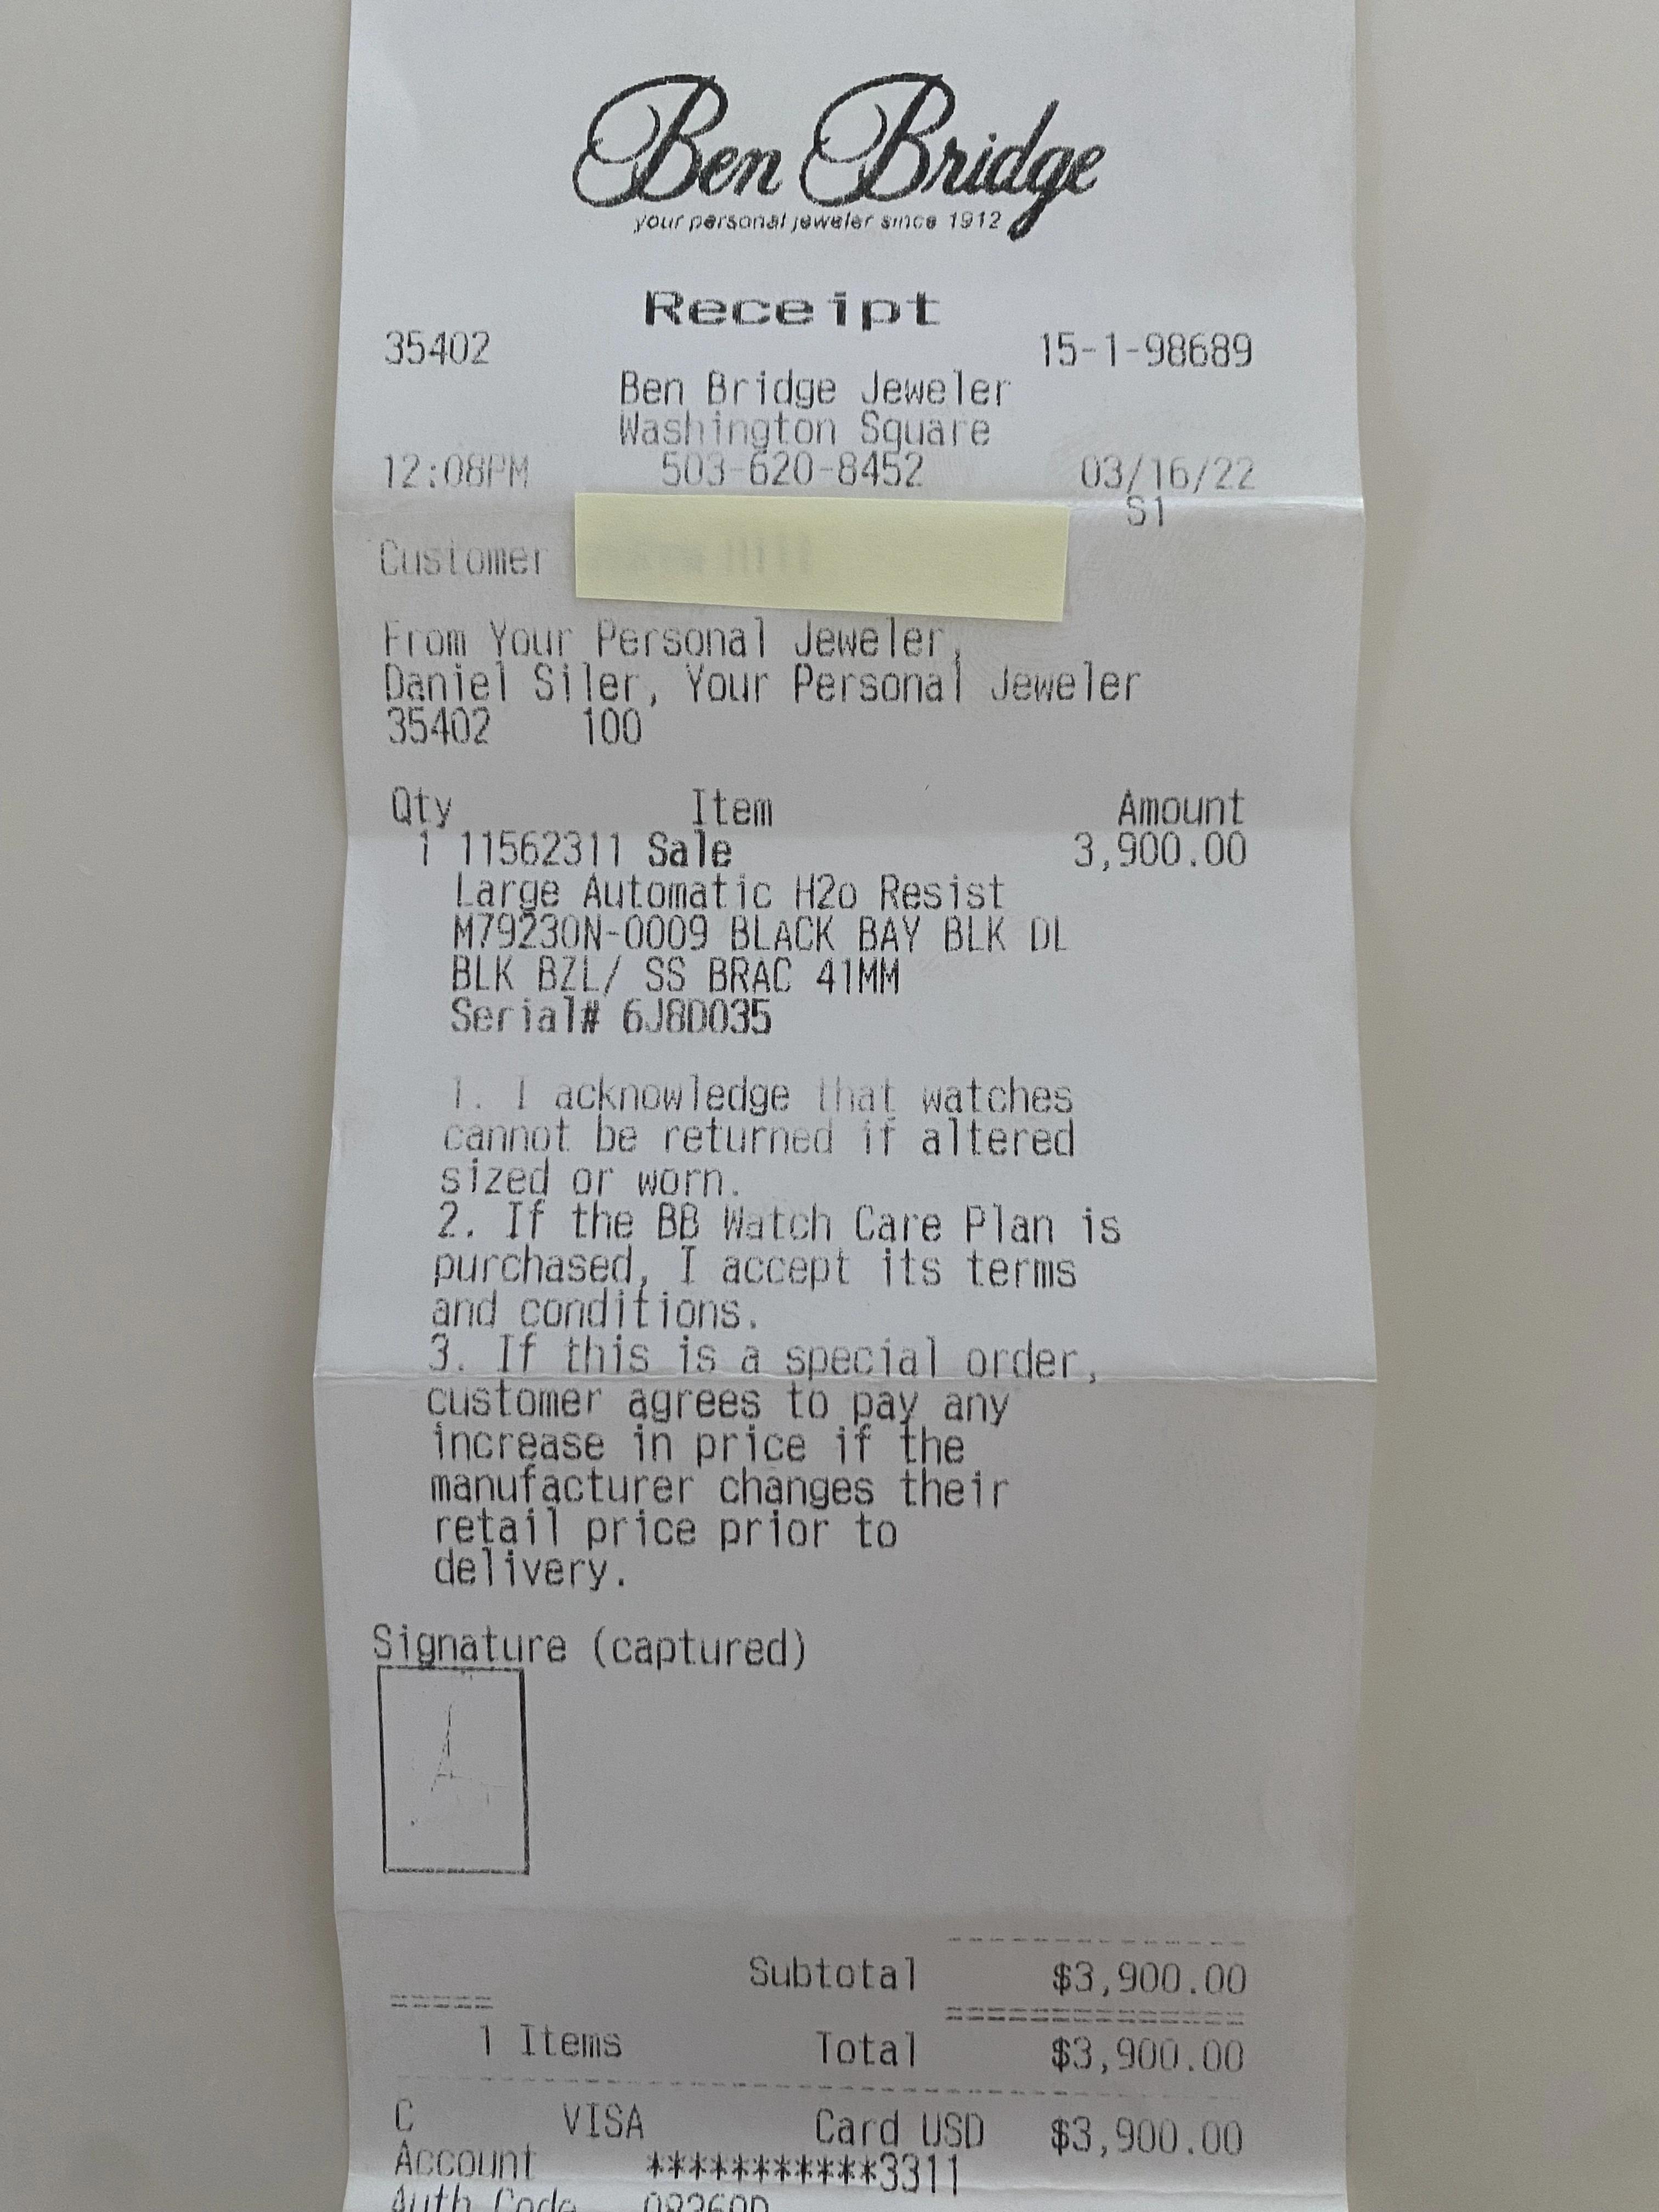 Ben Bridge
your personal jeweler since 1912
Receipt
35402 15-1-98689
Ben Bridge Jeweler
Washington Square
12:08PM 503-620-8452 03/16/22
S1
Customer
From Your Personal Jeweler,
Daniel Siler, Your Personal Jeweler
35402 100
Qty Item Amount
1 11562311 Sale 3,900.00
Large Automatic H2o Resist
M79230N-0009 BLACK BAY BLK DL
BLK BZL/ SS BRAC 41MM
Serial# 6J8D035
1. I acknowledge that watches
cannot be returned if altered
sized or worn.
2. If the BB Watch Care Plan is
purchased, I accept its terms
and conditions.
3. If this is a special order,
customer agrees to pay any
increase in price if the
manufacturer changes their
retail price prior to
delivery.
Signature (captured)
Subtotal $3,900.00
1 Items Total $3,900.00
C VISA Card USD $3,900.00
Account ***********3311
Auth Code